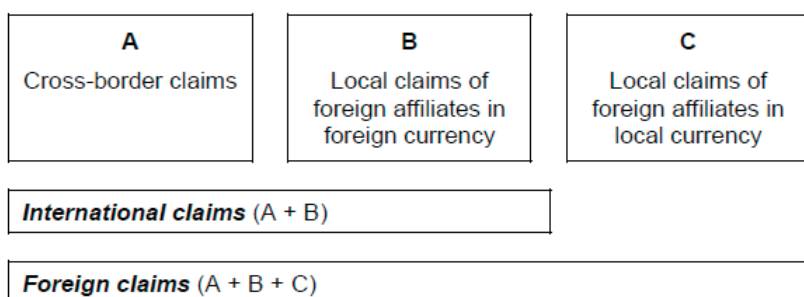 A
Cross-border claims
B
Local claims of
foreign affiliates in
foreign currency
C
Local claims of
foreign affiliates in
local currency
International claims (A + B)
Foreign claims (A + B + C)